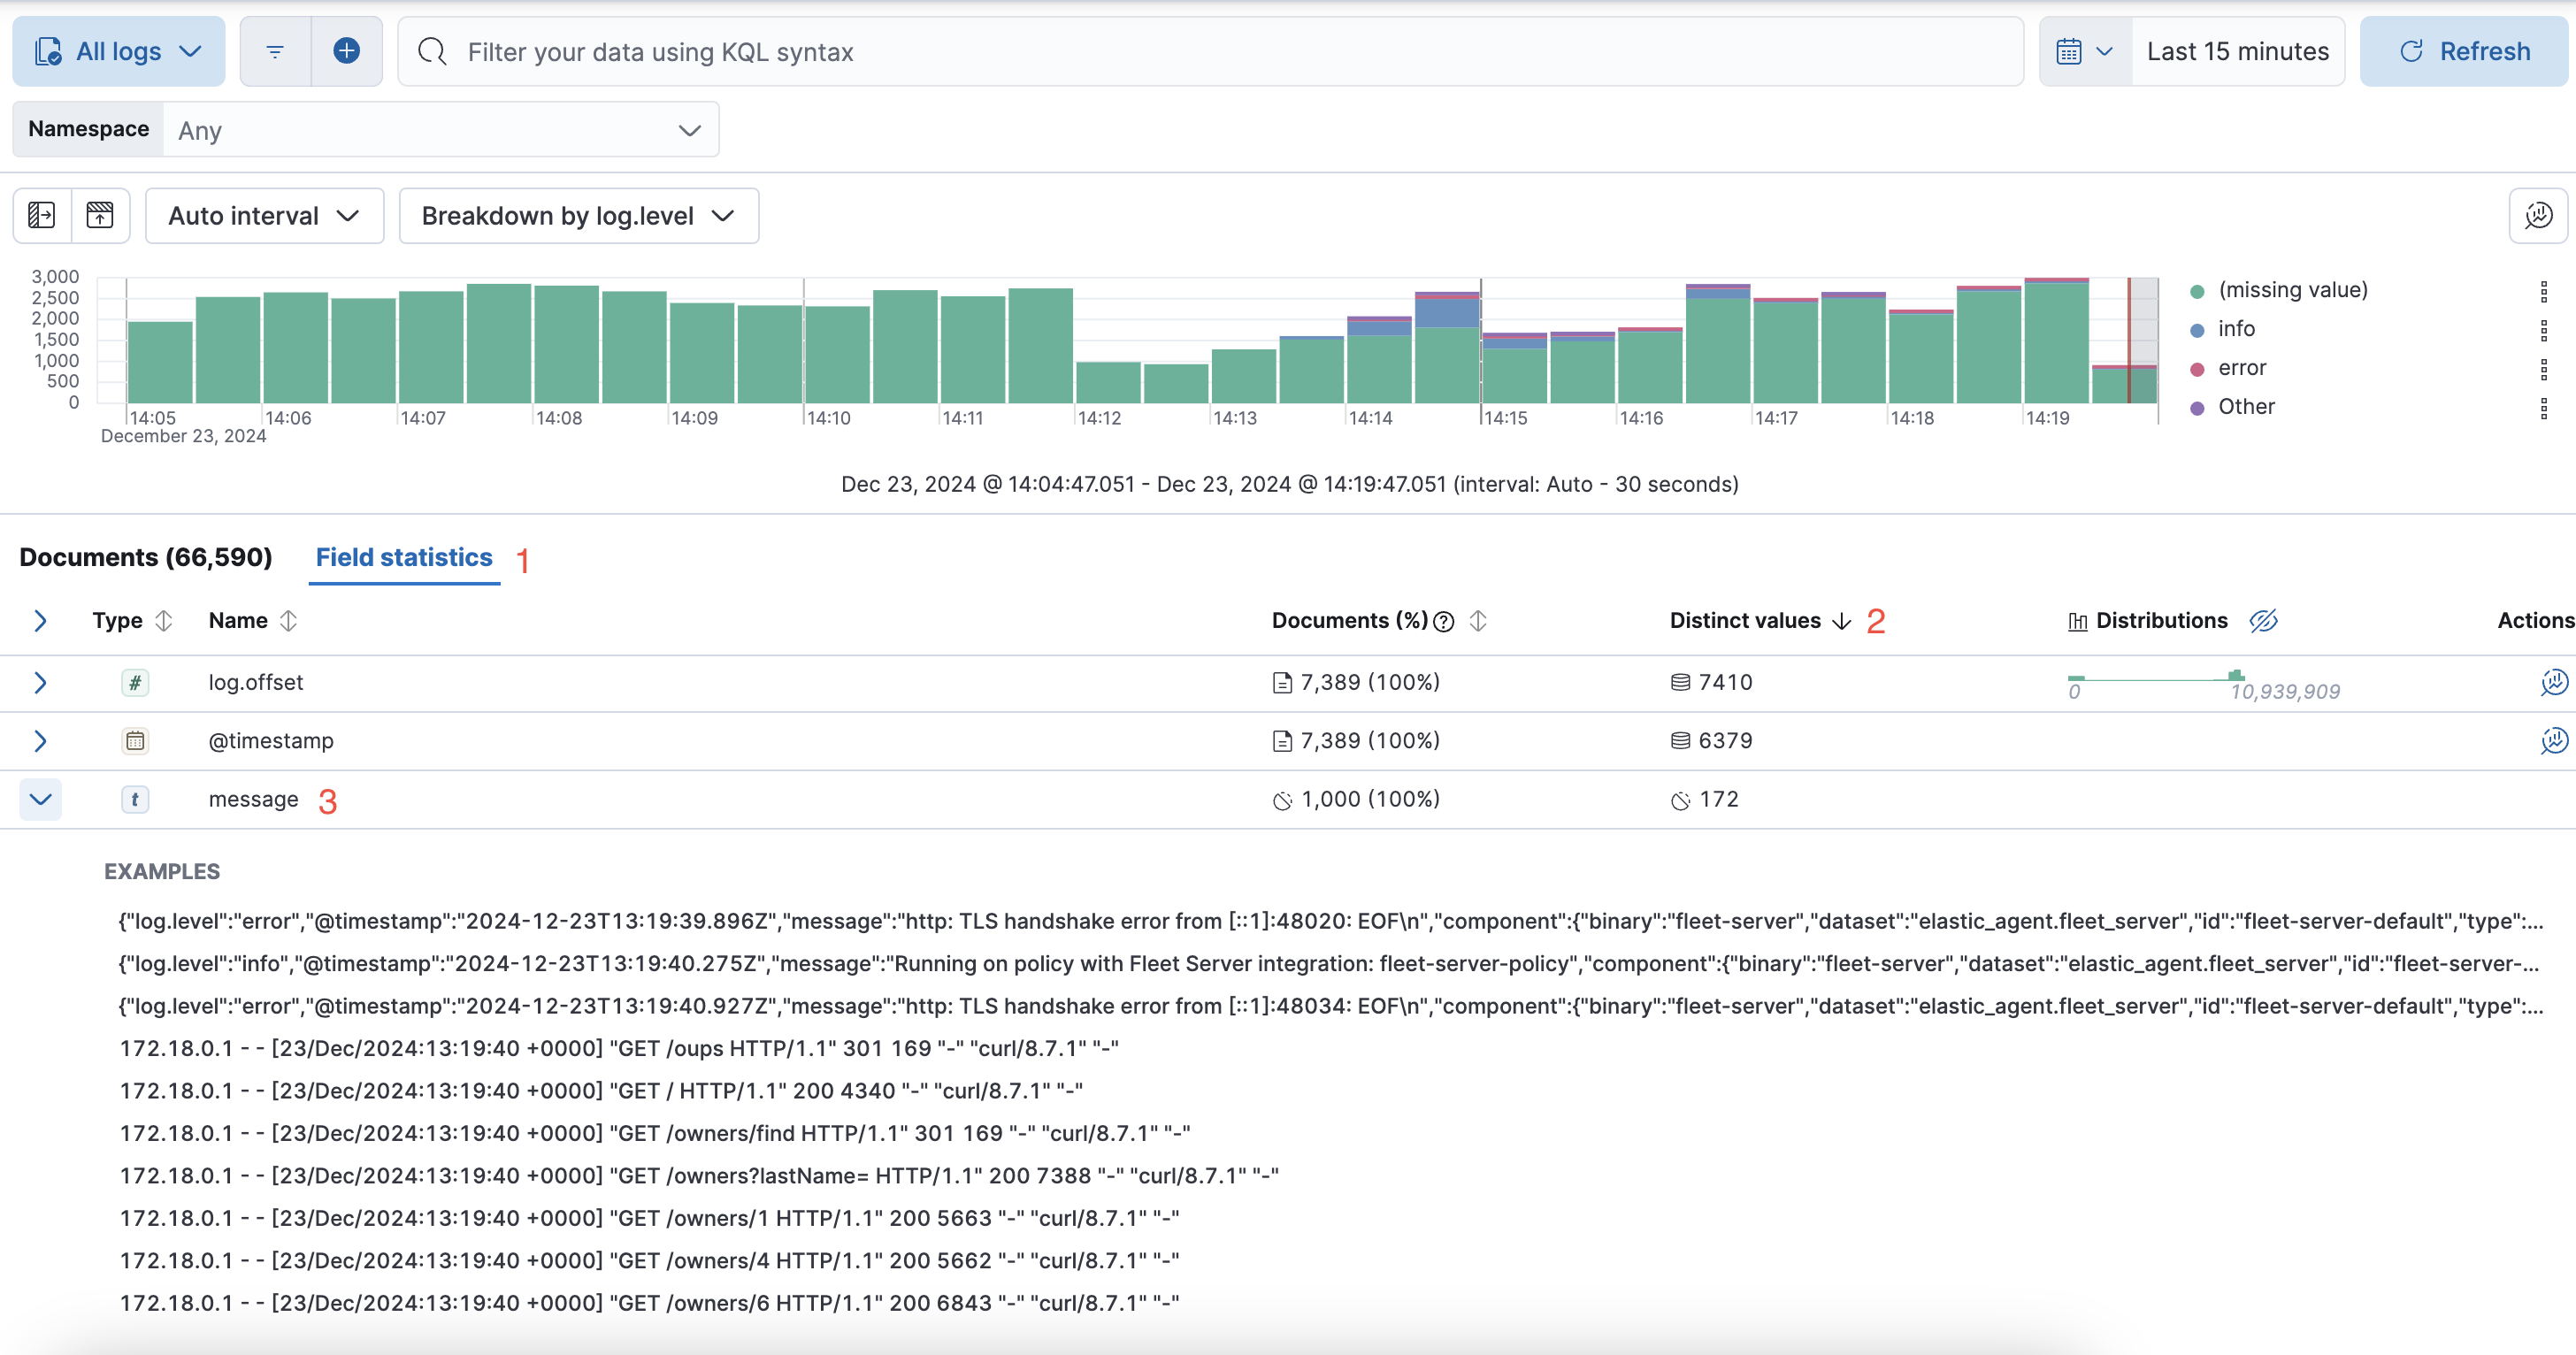 All logs
Filter your data using KQL syntax
Last 15 minutes
Refresh
Namespace
Any
Auto interval
Breakdown by log.level
3,000
2,500
2,000
1,500
1,000
500
0
14:05
14:06
14:07
14:08
14:09
14:10
14:11
14:12
14:13
14:14
14:15
14:16
14:17
14:18
14:19
December 23, 2024
(missing value)
info
error
Other
Dec 23, 2024 @ 14:04:47.051 - Dec 23, 2024 @ 14:19:47.051 (interval: Auto - 30 seconds)
Documents (66,590)
Field statistics
1
Type
Name
Documents (%)
Distinct values
2
Distributions
Actions
#
log.offset
7,389 (100%)
7410
0
10,939,909
@timestamp
7,389 (100%)
6379
t
message
3
1,000 (100%)
172
EXAMPLES
{"log.level":"error","@timestamp":"2024-12-23T13:19:39.896Z","message":"http: TLS handshake error from [::1]:48020: EOF\n","component":{"binary":"fleet-server","dataset":"elastic_agent.fleet_server","id":"fleet-server-default","type":...
{"log.level":"info","@timestamp":"2024-12-23T13:19:40.275Z","message":"Running on policy with Fleet Server integration: fleet-server-policy","component":{"binary":"fleet-server","dataset":"elastic_agent.fleet_server","id":"fleet-server-...
{"log.level":"error","@timestamp":"2024-12-23T13:19:40.927Z","message":"http: TLS handshake error from [::1]:48034: EOF\n","component":{"binary":"fleet-server","dataset":"elastic_agent.fleet_server","id":"fleet-server-default","type":...
172.18.0.1 - - [23/Dec/2024:13:19:40 +0000] "GET /oups HTTP/1.1" 301 169 "-" "curl/8.7.1" "-"
172.18.0.1 - - [23/Dec/2024:13:19:40 +0000] "GET / HTTP/1.1" 200 4340 "-" "curl/8.7.1" "-"
172.18.0.1 - - [23/Dec/2024:13:19:40 +0000] "GET /owners/find HTTP/1.1" 301 169 "-" "curl/8.7.1" "-"
172.18.0.1 - - [23/Dec/2024:13:19:40 +0000] "GET /owners?lastName= HTTP/1.1" 200 7388 "-" "curl/8.7.1" "-"
172.18.0.1 - - [23/Dec/2024:13:19:40 +0000] "GET /owners/1 HTTP/1.1" 200 5663 "-" "curl/8.7.1" "-"
172.18.0.1 - - [23/Dec/2024:13:19:40 +0000] "GET /owners/4 HTTP/1.1" 200 5662 "-" "curl/8.7.1" "-"
172.18.0.1 - - [23/Dec/2024:13:19:40 +0000] "GET /owners/6 HTTP/1.1" 200 6843 "-" "curl/8.7.1" "-"